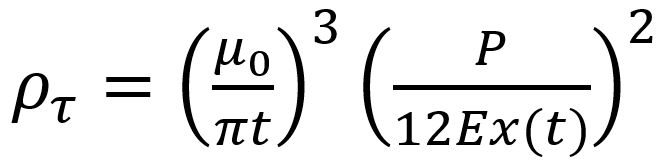 ρ_τ = (μ_0/πt)^3 (P/12Ex(t))^2